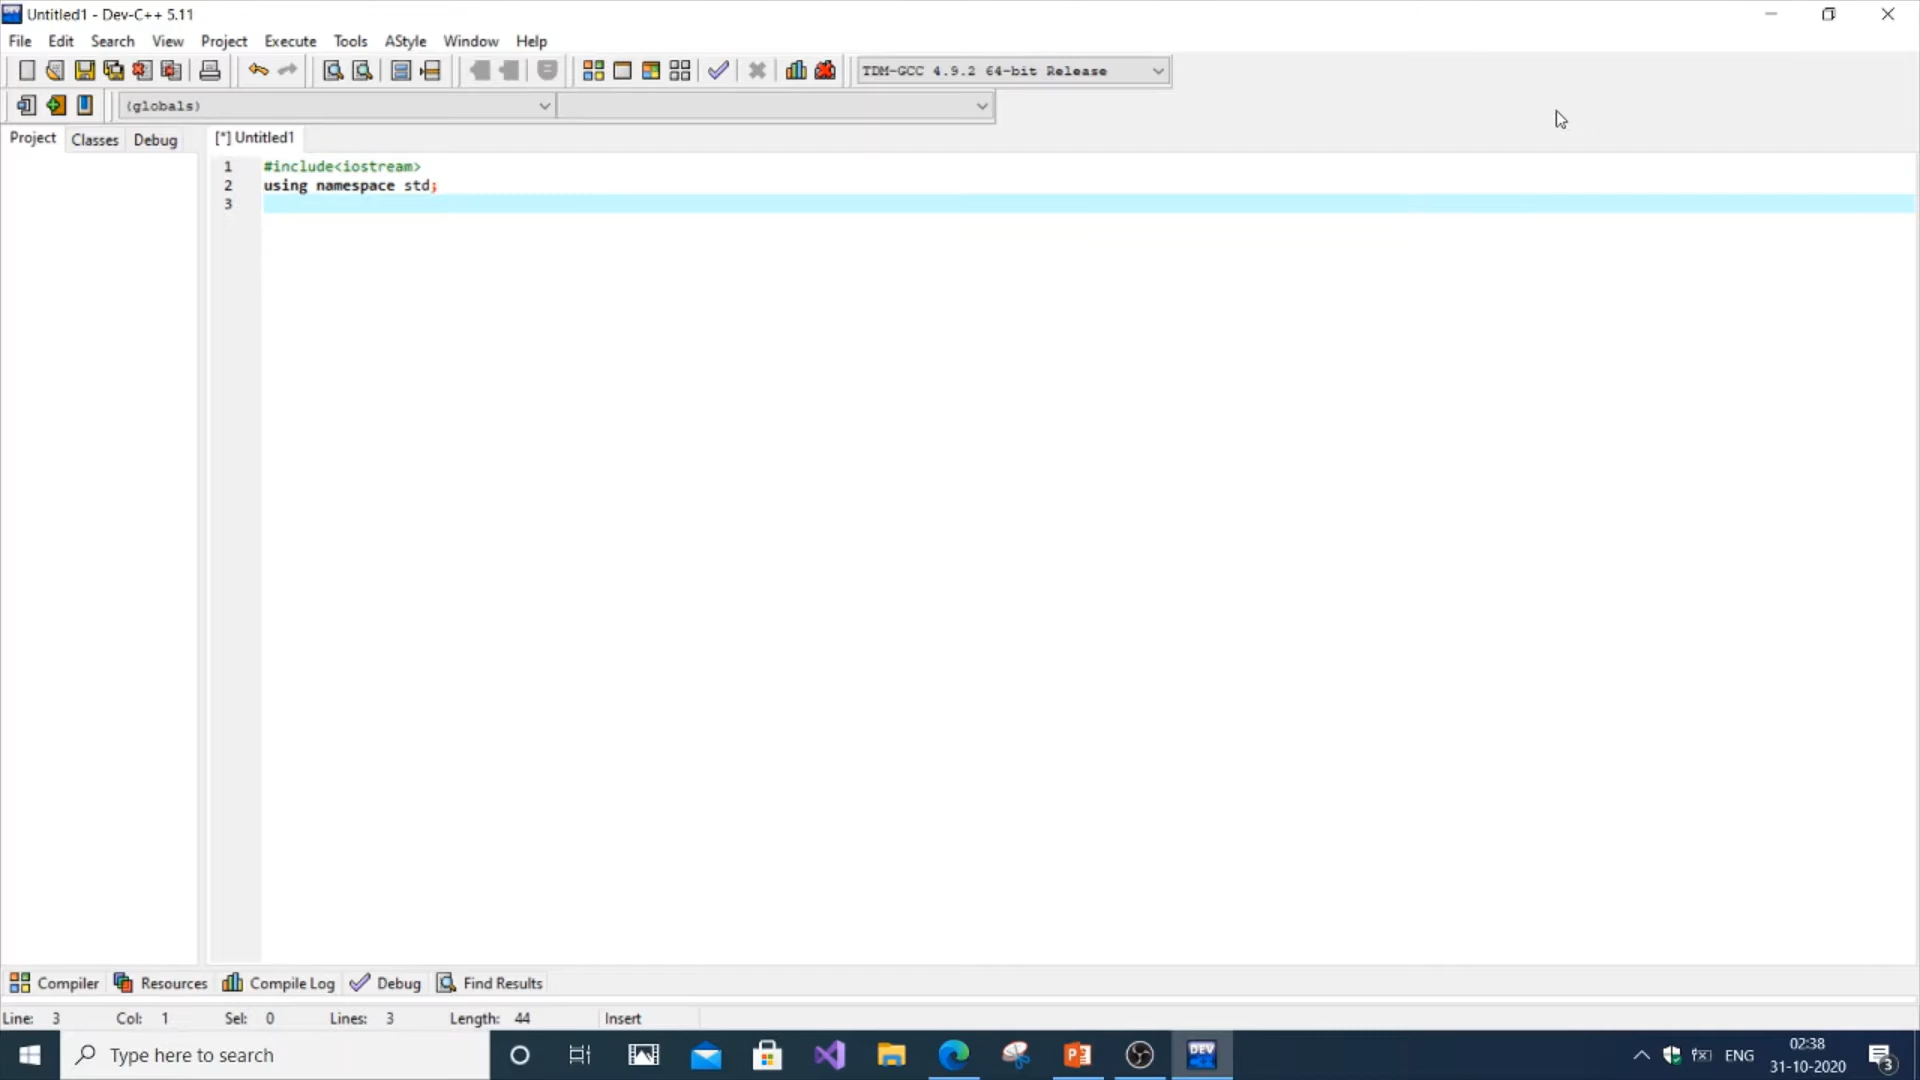 Untitled1 - Dev-C++ 5.11
File Edit Search View Project Execute Tools AStyle Window Help
TDM-GCC 4.9.2 64-bit Release
(globals)
Project Classes Debug [*] Untitled1
1 #include<iostream>
2 using namespace std;
3
Compiler Resources Compile Log Debug Find Results
Line: 3 Col: 1 Sel: 0 Lines: 3 Length: 44 Insert
Type here to search
DEV
ENG
02:38
31-10-2020
3